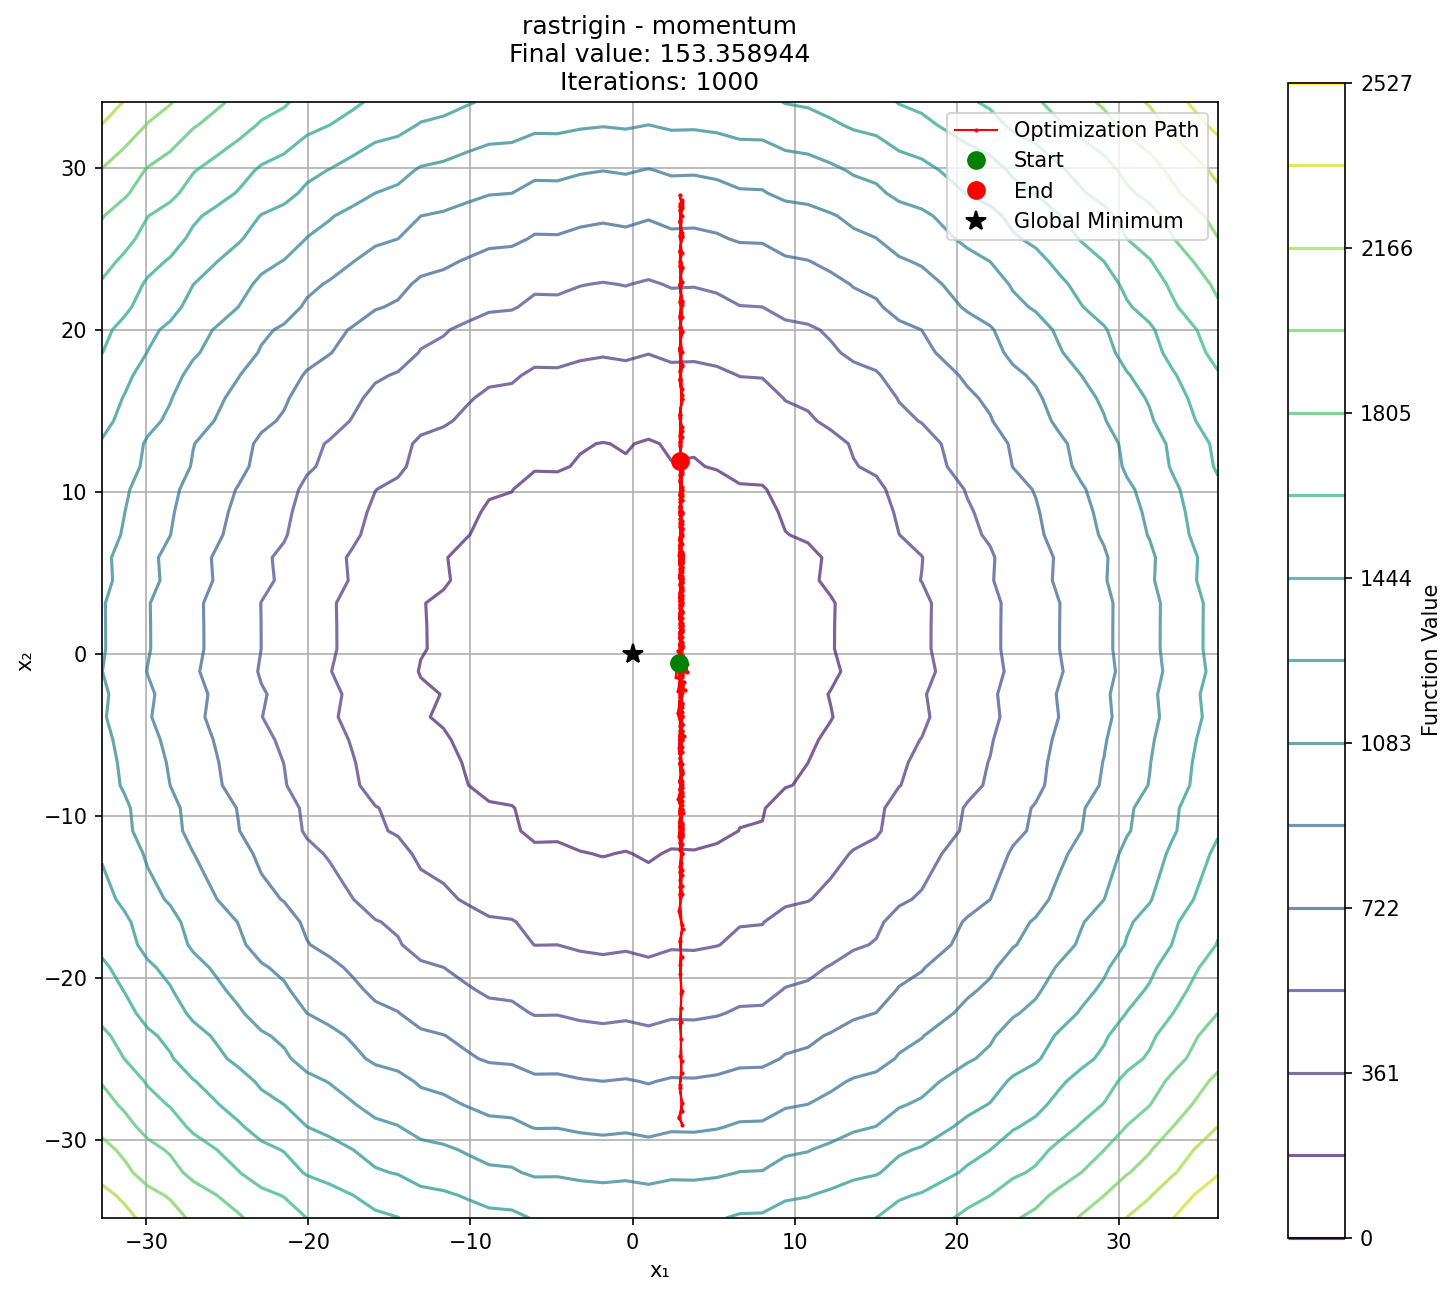 rastrigin - momentum
Final value: 153.358944
Iterations: 1000
Optimization Path
Start
End
Global Minimum
30
20
10
0
−10
−20
−30
x₂
−30
−20
−10
0
10
20
30
x₁
2527
2166
1805
1444
1083
722
361
0
Function Value